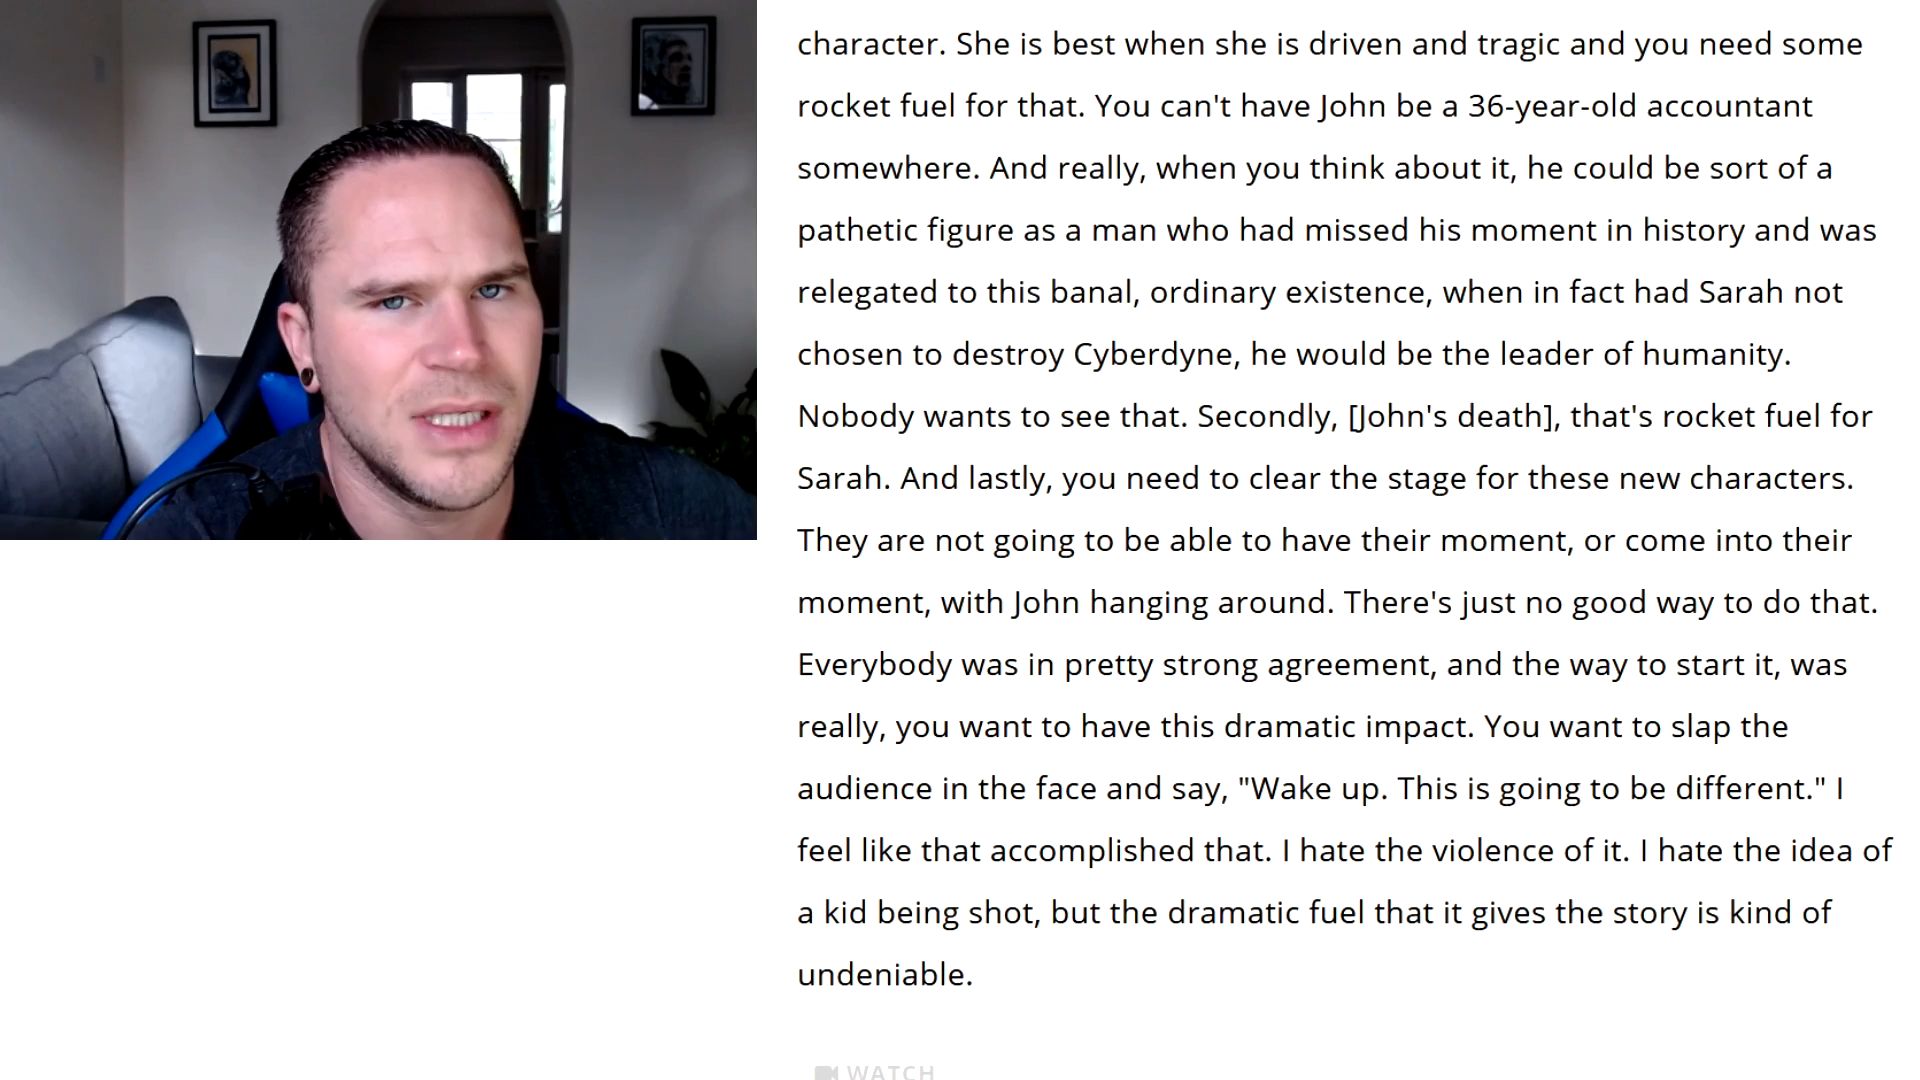 character. She is best when she is driven and tragic and you need some
rocket fuel for that. You can't have John be a 36-year-old accountant
somewhere. And really, when you think about it, he could be sort of a
pathetic figure as a man who had missed his moment in history and was
relegated to this banal, ordinary existence, when in fact had Sarah not
chosen to destroy Cyberdyne, he would be the leader of humanity.
Nobody wants to see that. Secondly, [John's death], that's rocket fuel for
Sarah. And lastly, you need to clear the stage for these new characters.
They are not going to be able to have their moment, or come into their
moment, with John hanging around. There's just no good way to do that.
Everybody was in pretty strong agreement, and the way to start it, was
really, you want to have this dramatic impact. You want to slap the
audience in the face and say, "Wake up. This is going to be different." I
feel like that accomplished that. I hate the violence of it. I hate the idea of
a kid being shot, but the dramatic fuel that it gives the story is kind of
undeniable.
WATCH